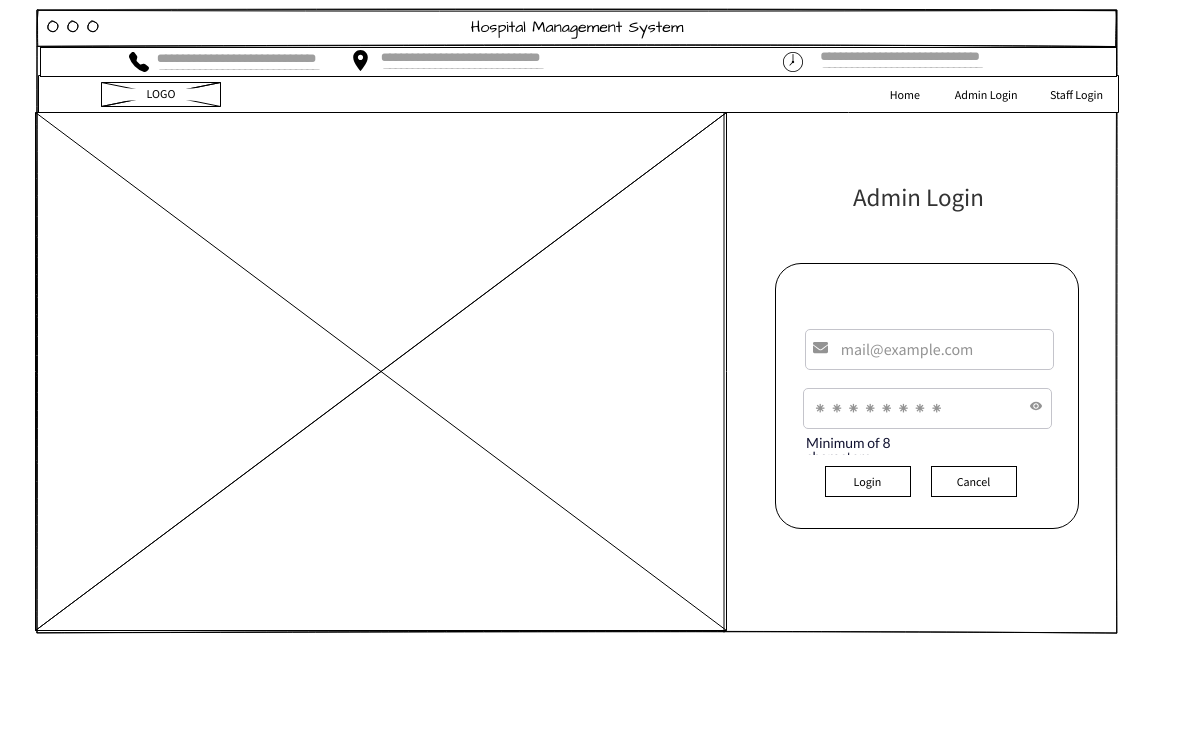 Hospital Management System
LOGO
Home Admin Login Staff Login
Admin Login
mail@example.com
********
Minimum of 8
Login Cancel